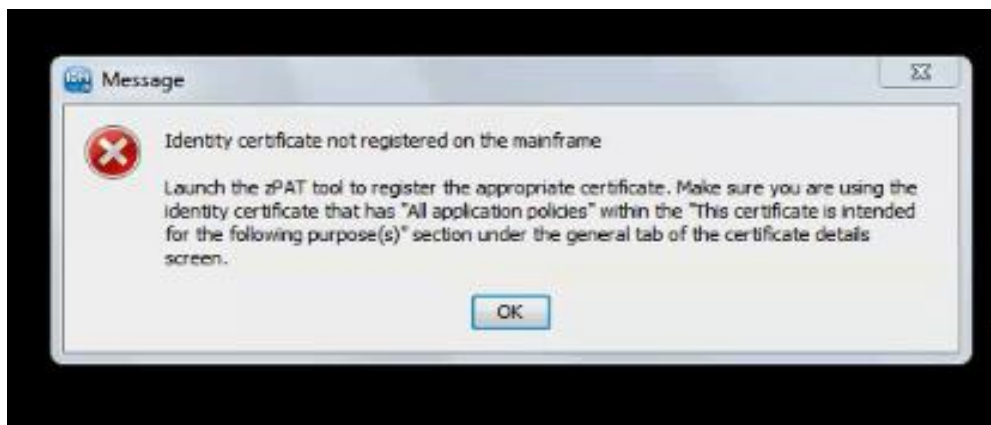 Message
Identity certificate not registered on the mainframe
Launch the zPAT tool to register the appropriate certificate. Make sure you are using the
identity certificate that has "All application policies" within the "This certificate is intended
for the following purpose(s)" section under the general tab of the certificate details
screen.
OK